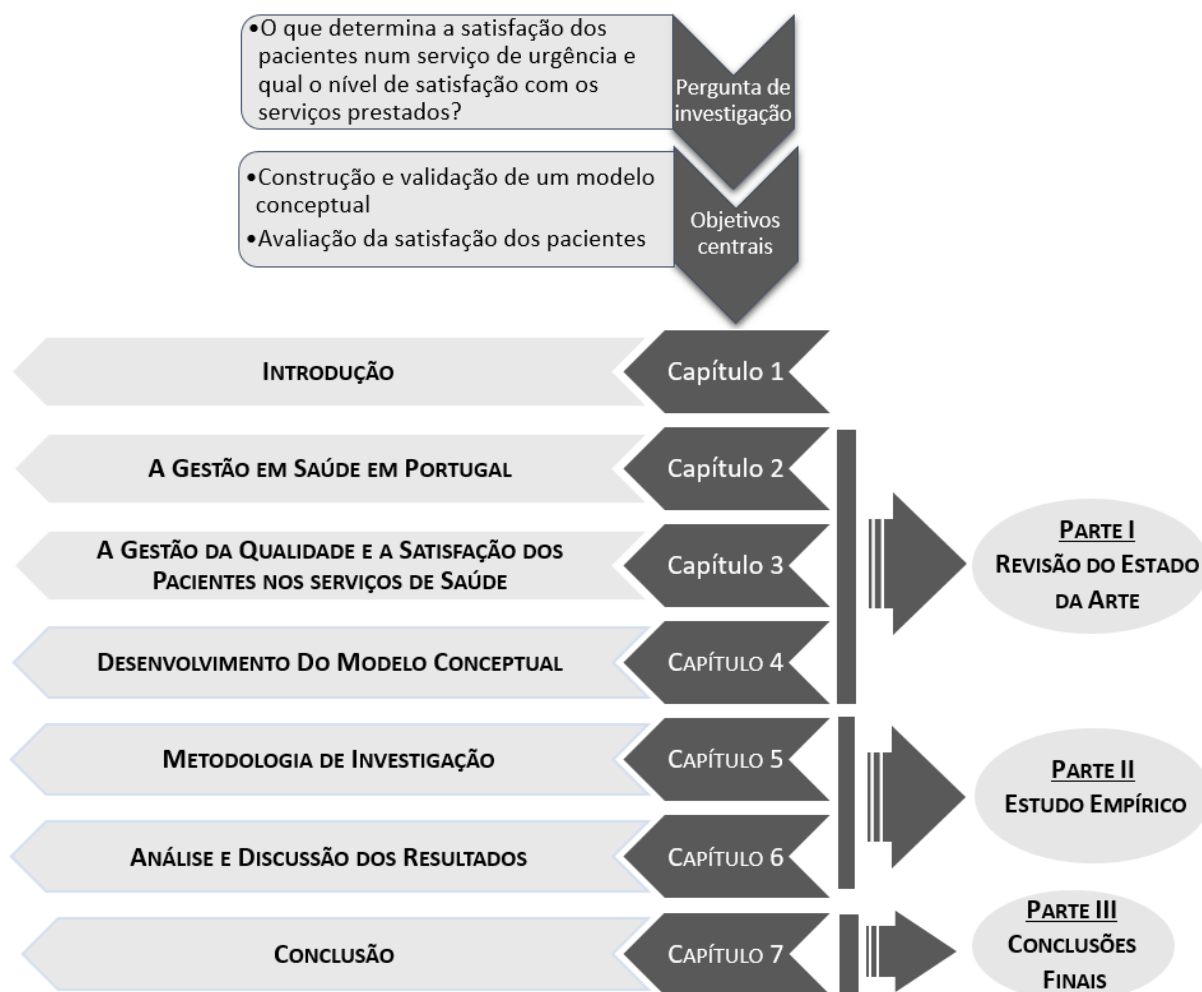 •O que determina a satisfação dos
pacientes num serviço de urgência e
qual o nível de satisfação com os
serviços prestados?
Pergunta de
investigação
•Construção e validação de um modelo
conceptual
•Avaliação da satisfação dos pacientes
Objetivos
centrais
INTRODUÇÃO
Capítulo 1
A GESTÃO EM SAÚDE EM PORTUGAL
Capítulo 2
A GESTÃO DA QUALIDADE E A SATISFAÇÃO DOS
PACIENTES NOS SERVIÇOS DE SAÚDE
Capítulo 3
DESENVOLVIMENTO DO MODELO CONCEPTUAL
CAPÍTULO 4
PARTE I
REVISÃO DO ESTADO
DA ARTE
METODOLOGIA DE INVESTIGAÇÃO
CAPÍTULO 5
ANÁLISE E DISCUSSÃO DOS RESULTADOS
CAPÍTULO 6
PARTE II
ESTUDO EMPÍRICO
CONCLUSÃO
CAPÍTULO 7
PARTE III
CONCLUSÕES
FINAIS